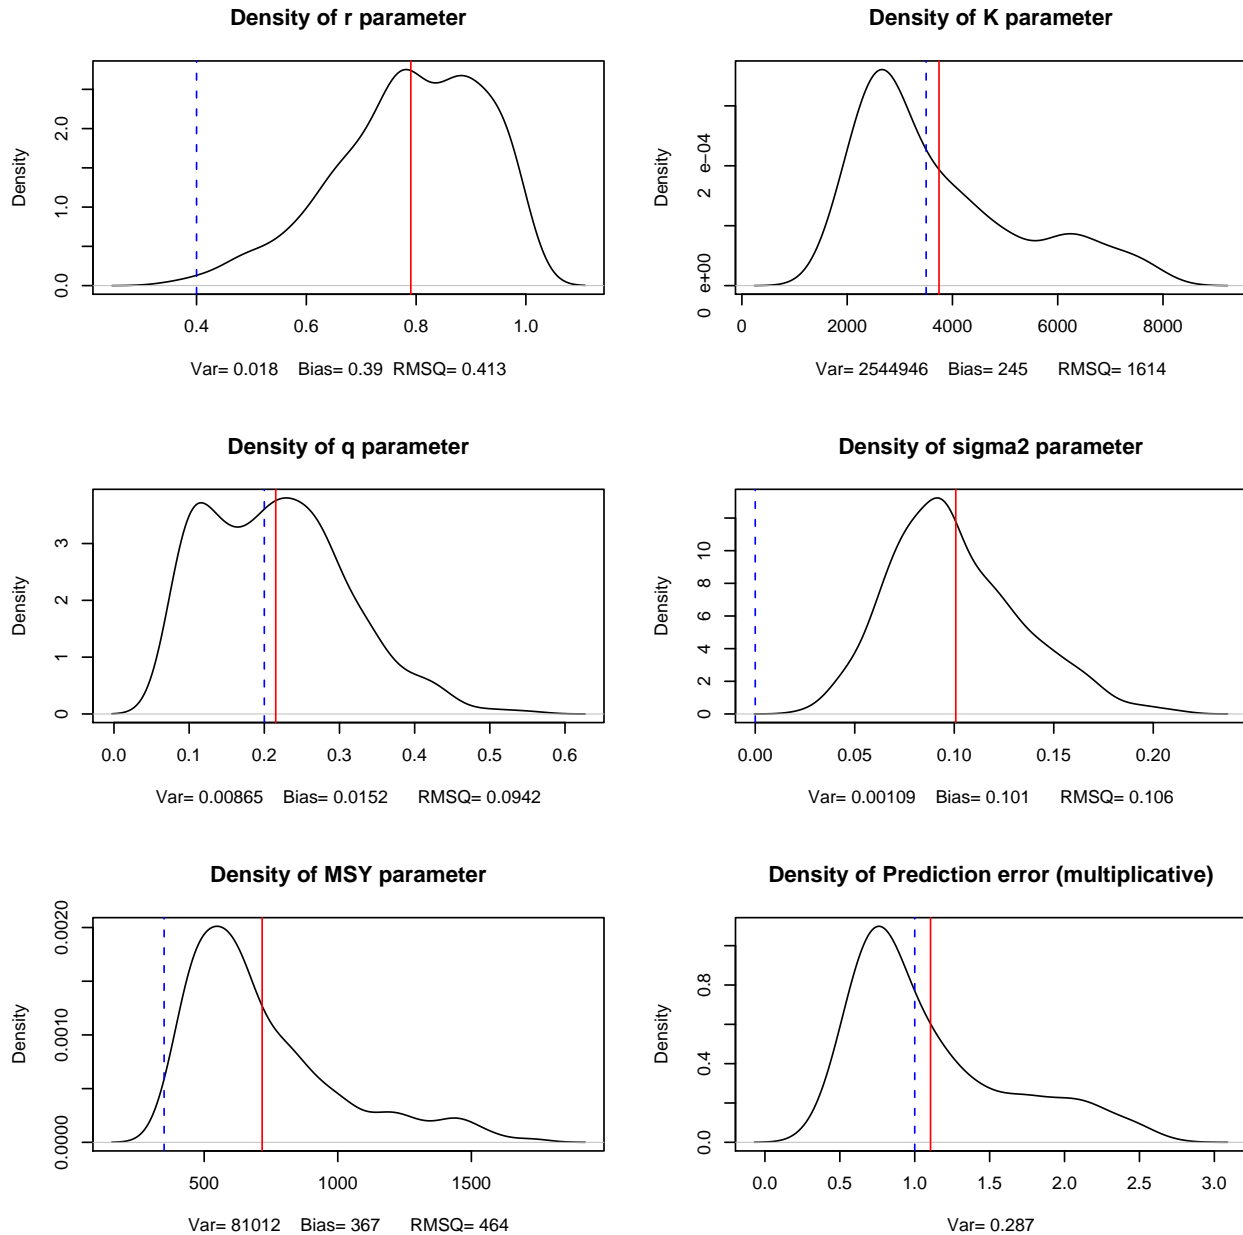 Density of r parameter
Density
0.0 1.0 2.0
0.4 0.6 0.8 1.0
Var= 0.018 Bias= 0.39 RMSQ= 0.413
Density of K parameter
Density
0 e+00 2 e−04
0 2000 4000 6000 8000
Var= 2544946 Bias= 245 RMSQ= 1614
Density of q parameter
Density
0 1 2 3
0.0 0.1 0.2 0.3 0.4 0.5 0.6
Var= 0.00865 Bias= 0.0152 RMSQ= 0.0942
Density of sigma2 parameter
Density
0 2 4 6 8 10
0.00 0.05 0.10 0.15 0.20
Var= 0.00109 Bias= 0.101 RMSQ= 0.106
Density of MSY parameter
Density
0.0000 0.0010 0.0020
500 1000 1500
Var= 81012 Bias= 367 RMSQ= 464
Density of Prediction error (multiplicative)
Density
0.0 0.4 0.8
0.0 0.5 1.0 1.5 2.0 2.5 3.0
Var= 0.287